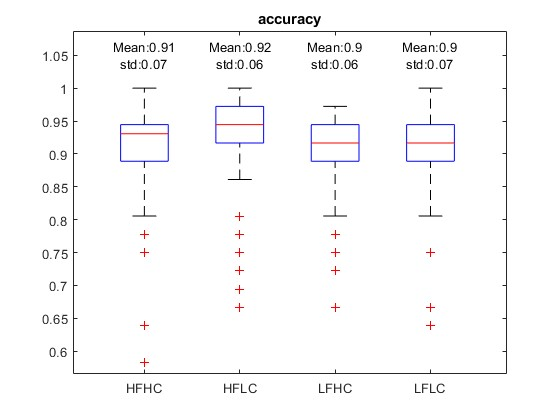 accuracy
Mean:0.91 Mean:0.92 Mean:0.9 Mean:0.9
std:0.07 std:0.06 std:0.06 std:0.07
1.05
1
0.95
0.9
0.85
0.8
0.75
0.7
0.65
0.6
HFHC HFLC LFHC LFLC